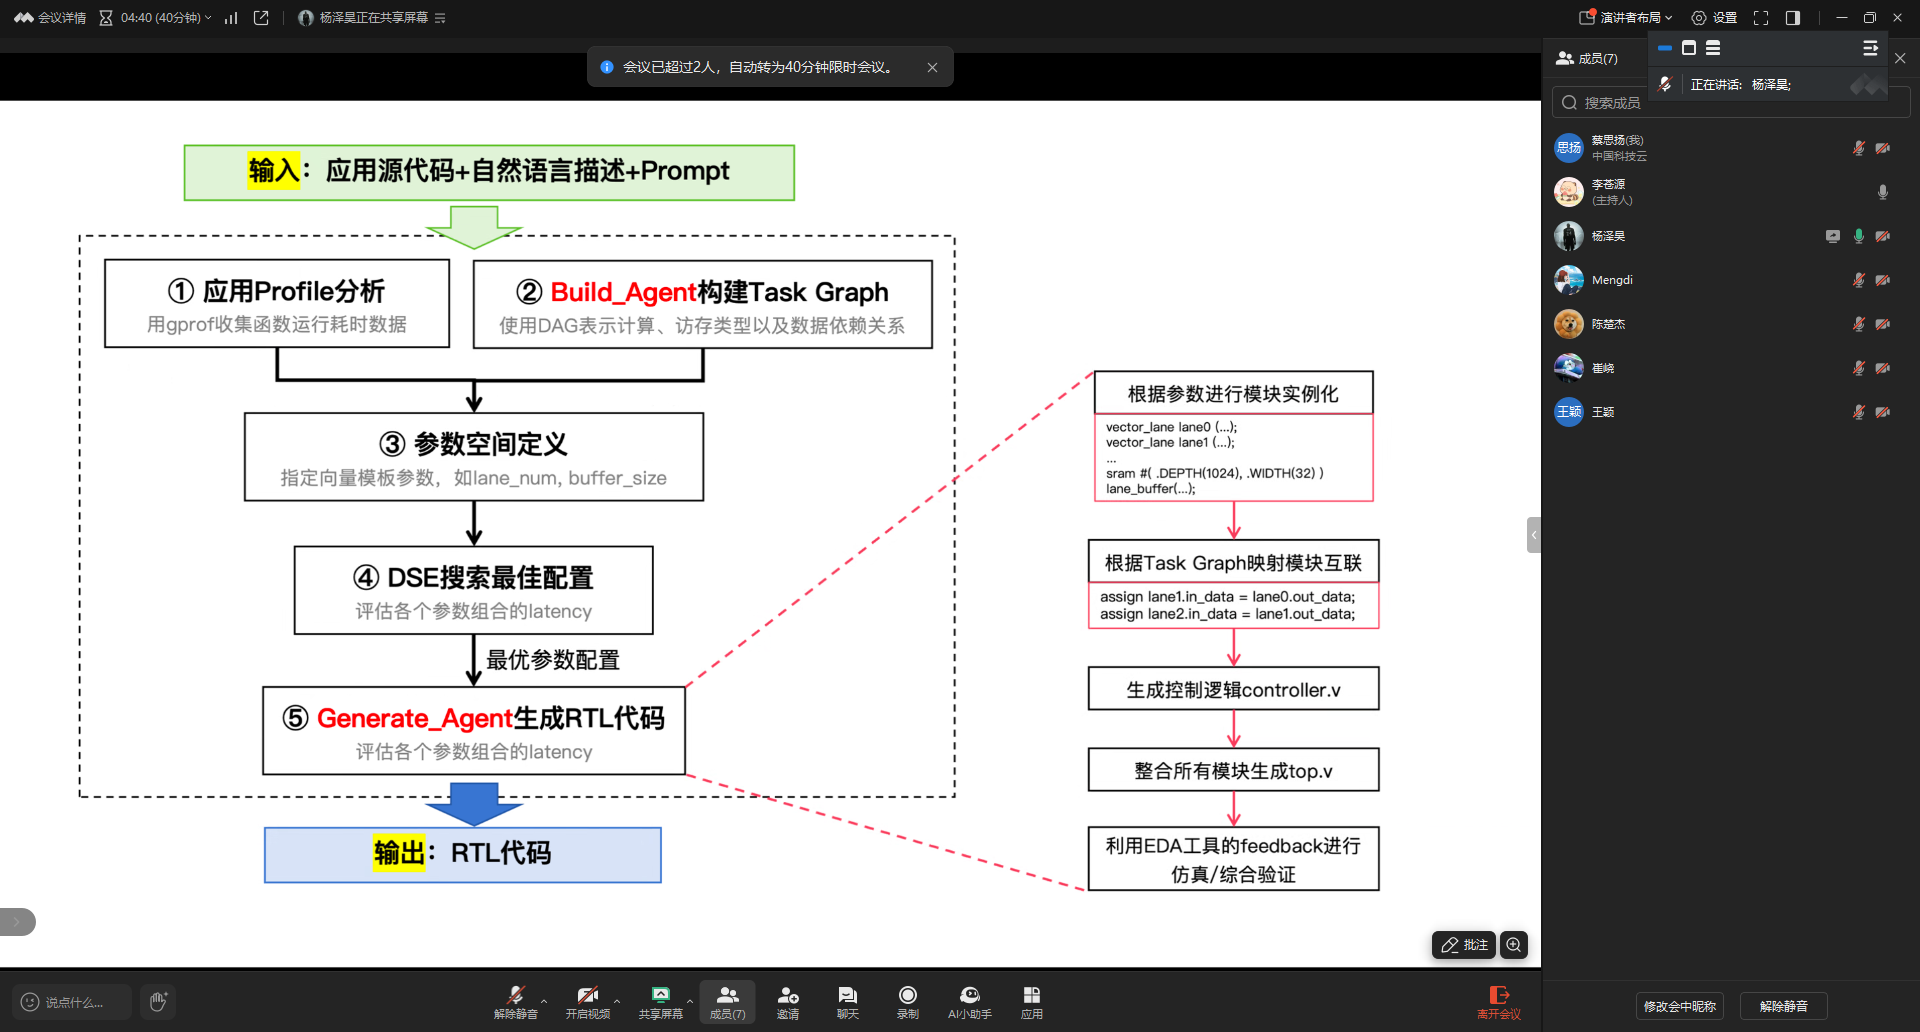 会议详情
04:40 (40分钟)
杨泽昊正在共享屏幕
演讲者布局
设置
会议已超过2人，自动转为40分钟限时会议。
成员(7)
正在讲话: 杨泽昊;
搜索成员
思扬
蔡思扬(我)
中国科技云
李苍源
(主持人)
杨泽昊
Mengdi
陈楚杰
崔峣
王颖
王颖
输入：应用源代码+自然语言描述+Prompt
① 应用Profile分析
用gprof收集函数运行耗时数据
② Build_Agent构建Task Graph
使用DAG表示计算、访存类型以及数据依赖关系
③ 参数空间定义
指定向量模板参数，如lane_num, buffer_size
④ DSE搜索最佳配置
评估各个参数组合的latency
最优参数配置
⑤ Generate_Agent生成RTL代码
评估各个参数组合的latency
输出：RTL代码
根据参数进行模块实例化
vector_lane lane0 (...);
vector_lane lane1 (...);
...
sram #( .DEPTH(1024), .WIDTH(32) )
lane_buffer(...);
根据Task Graph映射模块互联
assign lane1.in_data = lane0.out_data;
assign lane2.in_data = lane1.out_data;
生成控制逻辑controller.v
整合所有模块生成top.v
利用EDA工具的feedback进行
仿真/综合验证
批注
说点什么...
解除静音
开启视频
共享屏幕
成员(7)
邀请
聊天
录制
AI小助手
应用
离开会议
修改会中昵称
解除静音